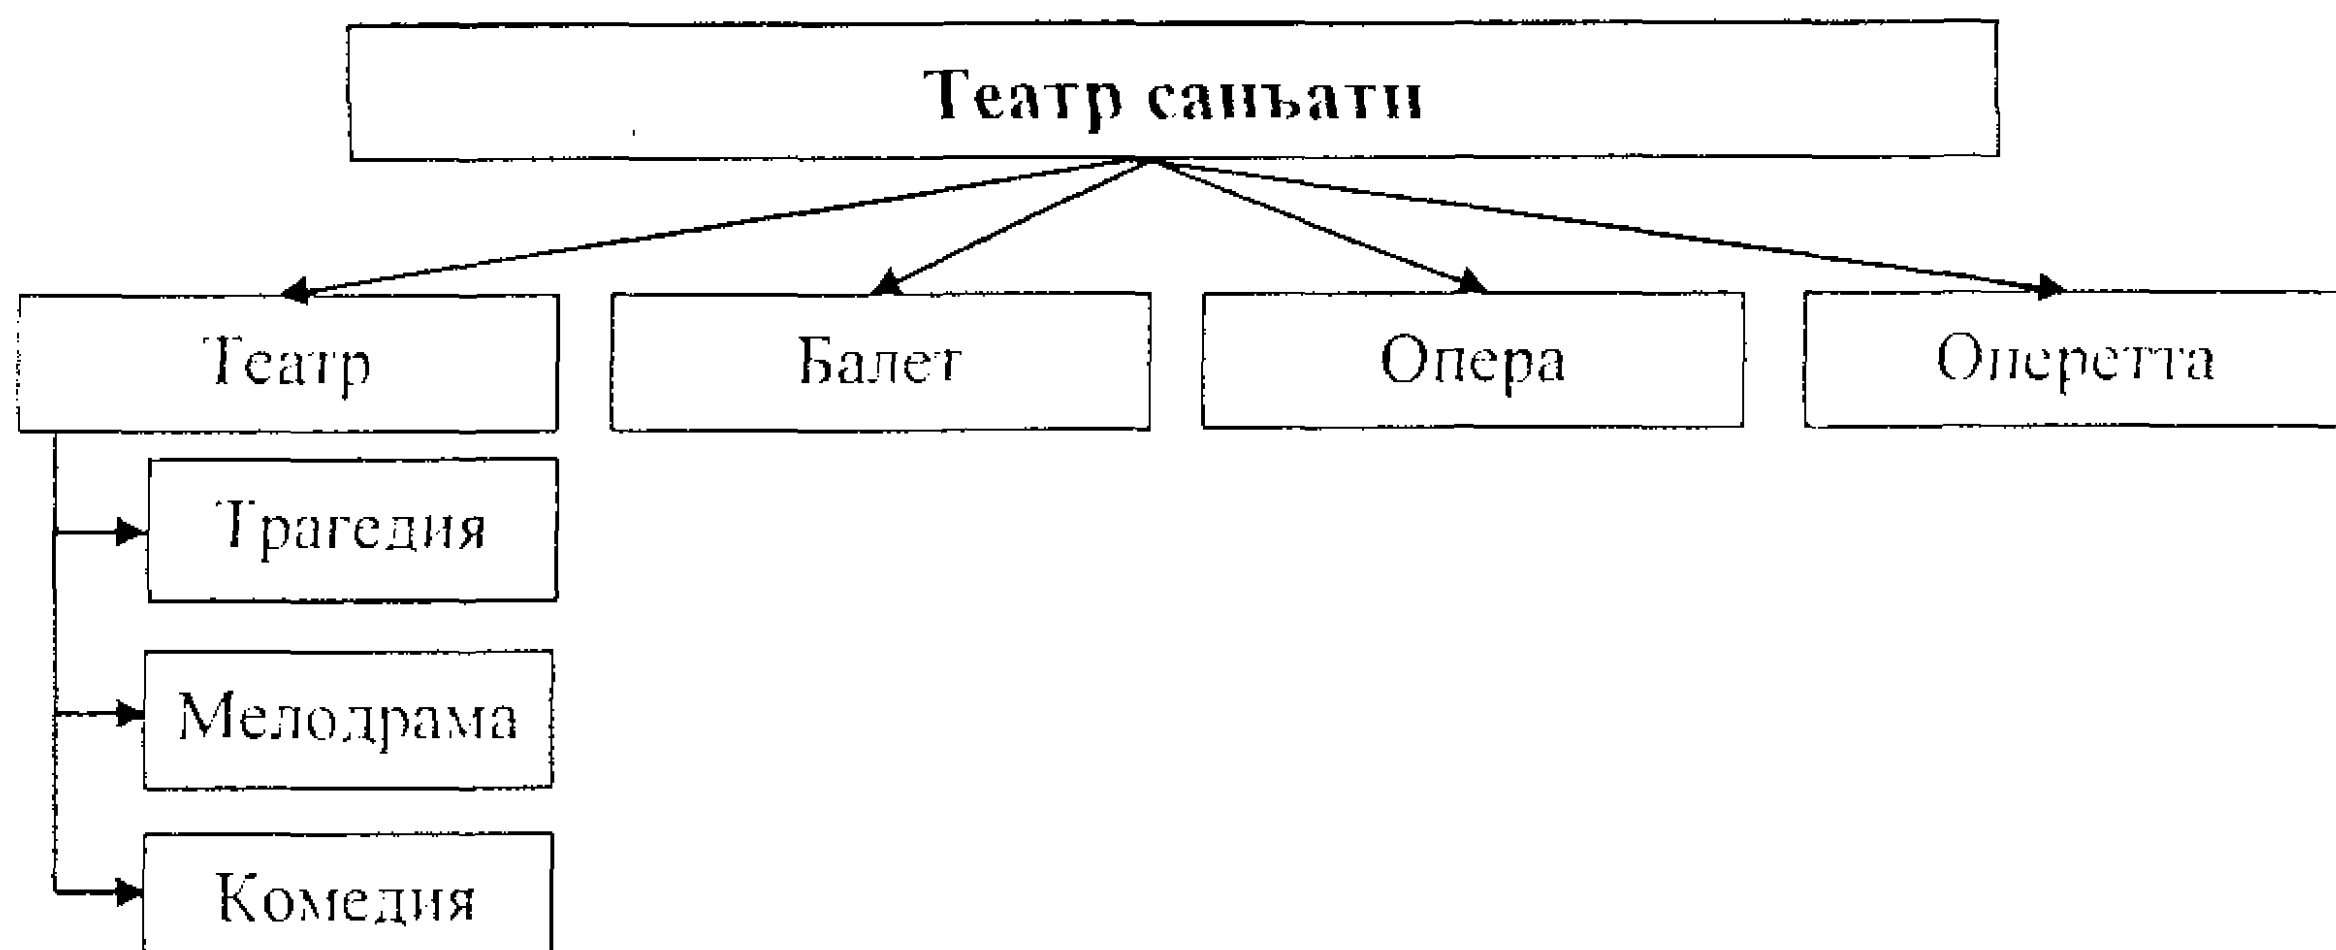 Театр санъати
Театр
Балет
Опера
Оперетта
Трагедия
Мелодрама
Комедия